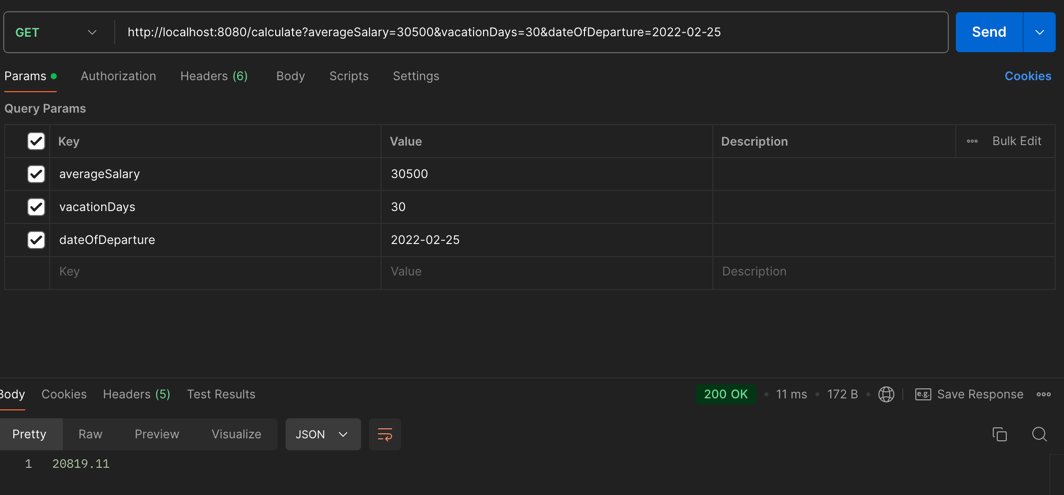 GET http://localhost:8080/calculate?averageSalary=30500&vacationDays=30&dateOfDeparture=2022-02-25 Send
Params Authorization Headers (6) Body Scripts Settings Cookies
Query Params
Key Value Description Bulk Edit
averageSalary 30500
vacationDays 30
dateOfDeparture 2022-02-25
Key Value Description
Body Cookies Headers (5) Test Results 200 OK 11 ms 172 B e.g. Save Response
Pretty Raw Preview Visualize JSON
1 20819.11